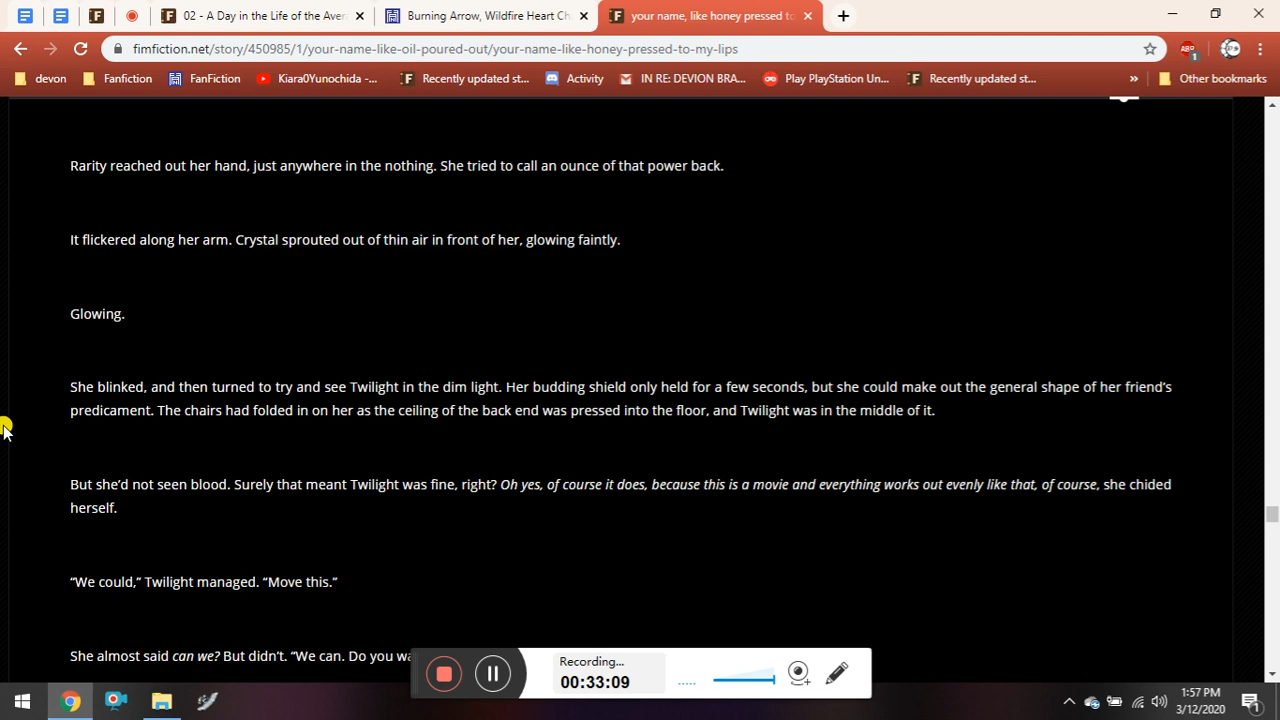 02 - A Day in the Life of the Aver
Burning Arrow, Wildfire Heart Ch
your name, like honey pressed to
fimfiction.net/story/450985/1/your-name-like-oil-poured-out/your-name-like-honey-pressed-to-my-lips
ABP
1
devon
Fanfiction
FanFiction
Kiara0Yunochida -...
Recently updated st...
Activity
IN RE: DEVION BRA...
Play PlayStation Un...
Recently updated st...
»
Other bookmarks
Rarity reached out her hand, just anywhere in the nothing. She tried to call an ounce of that power back.
It flickered along her arm. Crystal sprouted out of thin air in front of her, glowing faintly.
Glowing.
She blinked, and then turned to try and see Twilight in the dim light. Her budding shield only held for a few seconds, but she could make out the general shape of her friend’s
predicament. The chairs had folded in on her as the ceiling of the back end was pressed into the floor, and Twilight was in the middle of it.
But she’d not seen blood. Surely that meant Twilight was fine, right? Oh yes, of course it does, because this is a movie and everything works out evenly like that, of course, she chided
herself.
“We could,” Twilight managed. “Move this.”
She almost said can we? But didn’t. “We can. Do you wa
Recording...
00:33:09
1:57 PM
3/12/2020
1